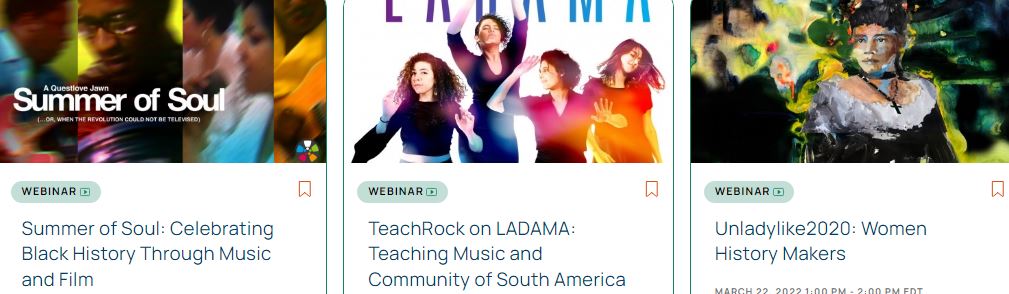 A Questlove Jawn
Summer of Soul
(...OR, WHEN THE REVOLUTION COULD NOT BE TELEVISED)
LADAMA
WEBINAR
WEBINAR
WEBINAR
Summer of Soul: Celebrating
Black History Through Music
and Film
TeachRock on LADAMA:
Teaching Music and
Community of South America
Unladylike2020: Women
History Makers
MARCH 22, 2022 1:00 PM - 2:00 PM EDT